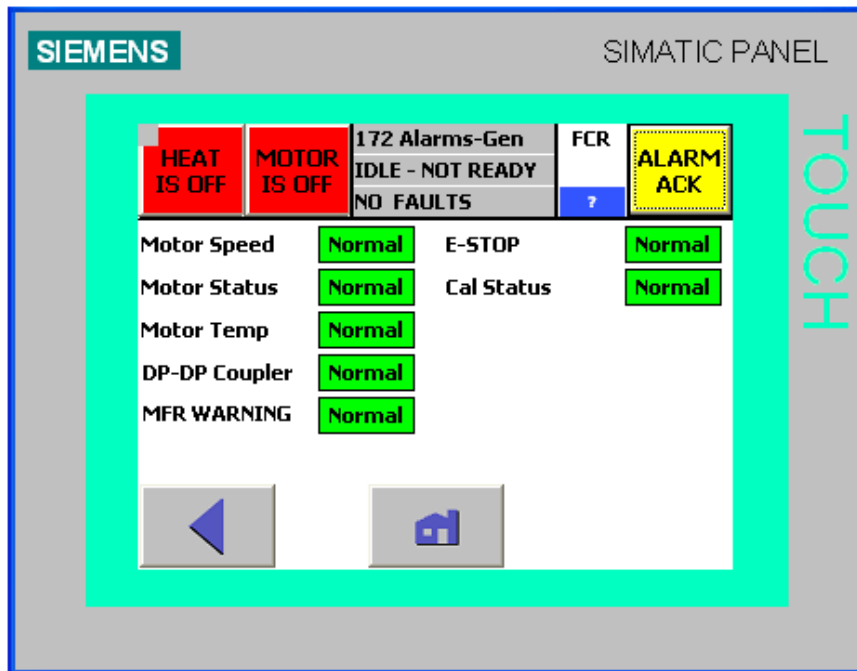 SIEMENS
SIMATIC PANEL
TOUCH
HEAT
IS OFF
MOTOR
IS OFF
172 Alarms-Gen
IDLE - NOT READY
NO FAULTS
FCR
?
ALARM
ACK
Motor Speed Normal E-STOP Normal
Motor Status Normal Cal Status Normal
Motor Temp Normal
DP-DP Coupler Normal
MFR WARNING Normal